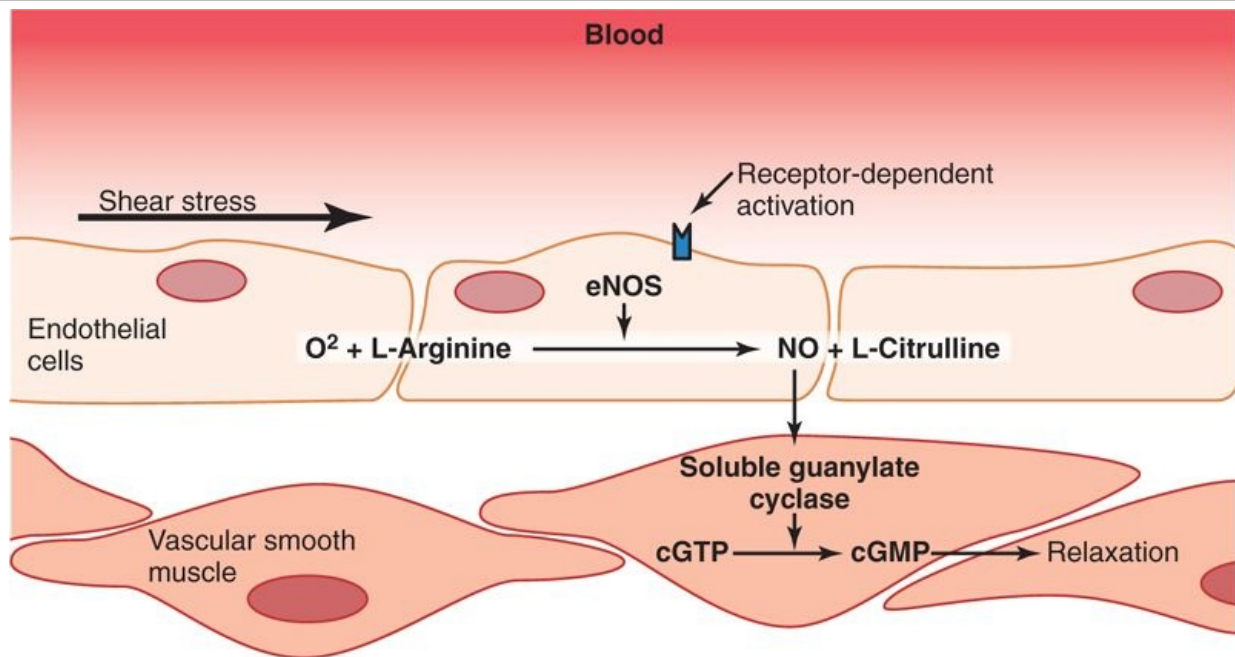 Blood
Receptor-dependent
activation
Shear stress
eNOS
Endothelial
cells
O² + L-Arginine
NO + L-Citrulline
Soluble guanylate
cyclase
Vascular smooth
muscle
cGTP
cGMP
Relaxation